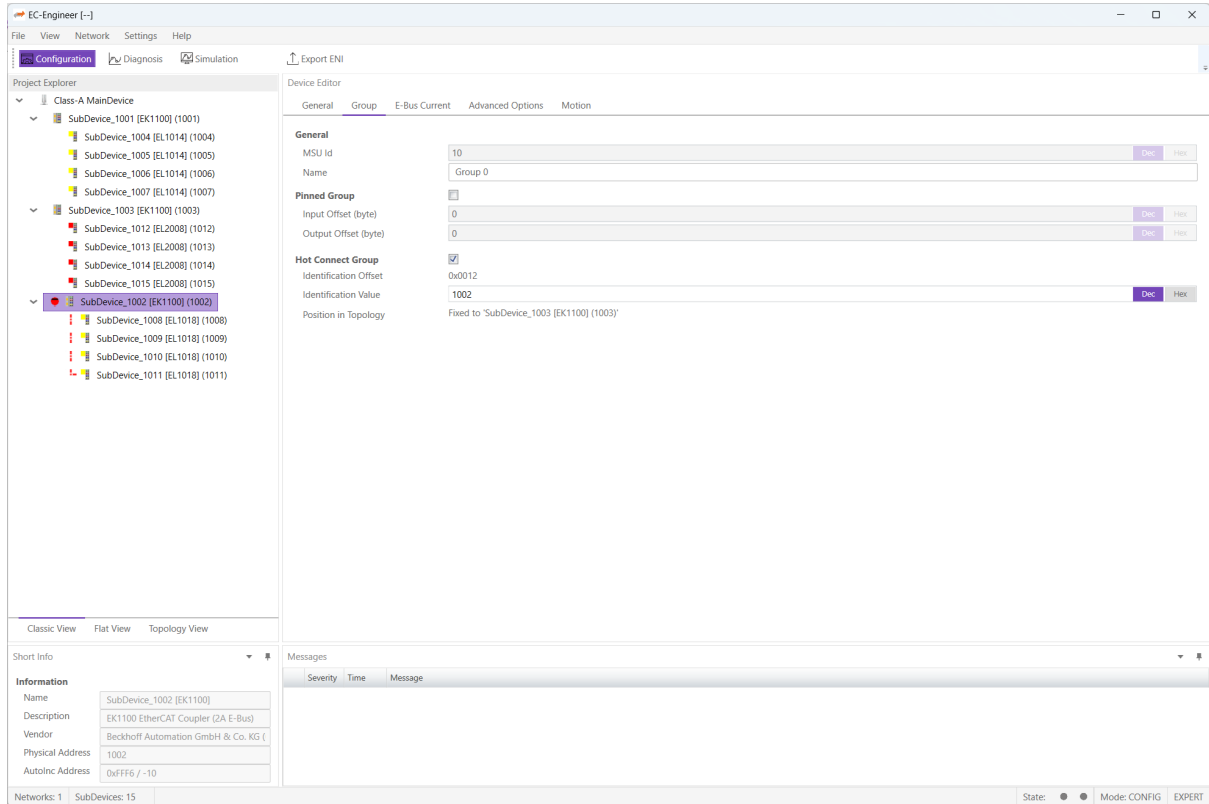 EC-Engineer [--]
File View Network Settings Help
Configuration Diagnosis Simulation Export ENI
Project Explorer
Class-A MainDevice
SubDevice_1001 [EK1100] (1001)
SubDevice_1004 [EL1014] (1004)
SubDevice_1005 [EL1014] (1005)
SubDevice_1006 [EL1014] (1006)
SubDevice_1007 [EL1014] (1007)
SubDevice_1003 [EK1100] (1003)
SubDevice_1012 [EL2008] (1012)
SubDevice_1013 [EL2008] (1013)
SubDevice_1014 [EL2008] (1014)
SubDevice_1015 [EL2008] (1015)
SubDevice_1002 [EK1100] (1002)
SubDevice_1008 [EL1018] (1008)
SubDevice_1009 [EL1018] (1009)
SubDevice_1010 [EL1018] (1010)
SubDevice_1011 [EL1018] (1011)
Classic View Flat View Topology View
Device Editor
General Group E-Bus Current Advanced Options Motion
General
MSU Id 10 Dec Hex
Name Group 0
Pinned Group
Input Offset (byte) 0 Dec Hex
Output Offset (byte) 0 Dec Hex
Hot Connect Group
Identification Offset 0x0012
Identification Value 1002 Dec Hex
Position in Topology Fixed to 'SubDevice_1003 [EK1100] (1003)'
Short Info
Information
Name SubDevice_1002 [EK1100]
Description EK1100 EtherCAT Coupler (2A E-Bus)
Vendor Beckhoff Automation GmbH & Co. KG (
Physical Address 1002
AutoInc Address 0xFFF6 / -10
Messages
Severity Time Message
Networks: 1 SubDevices: 15 State: Mode: CONFIG EXPERT